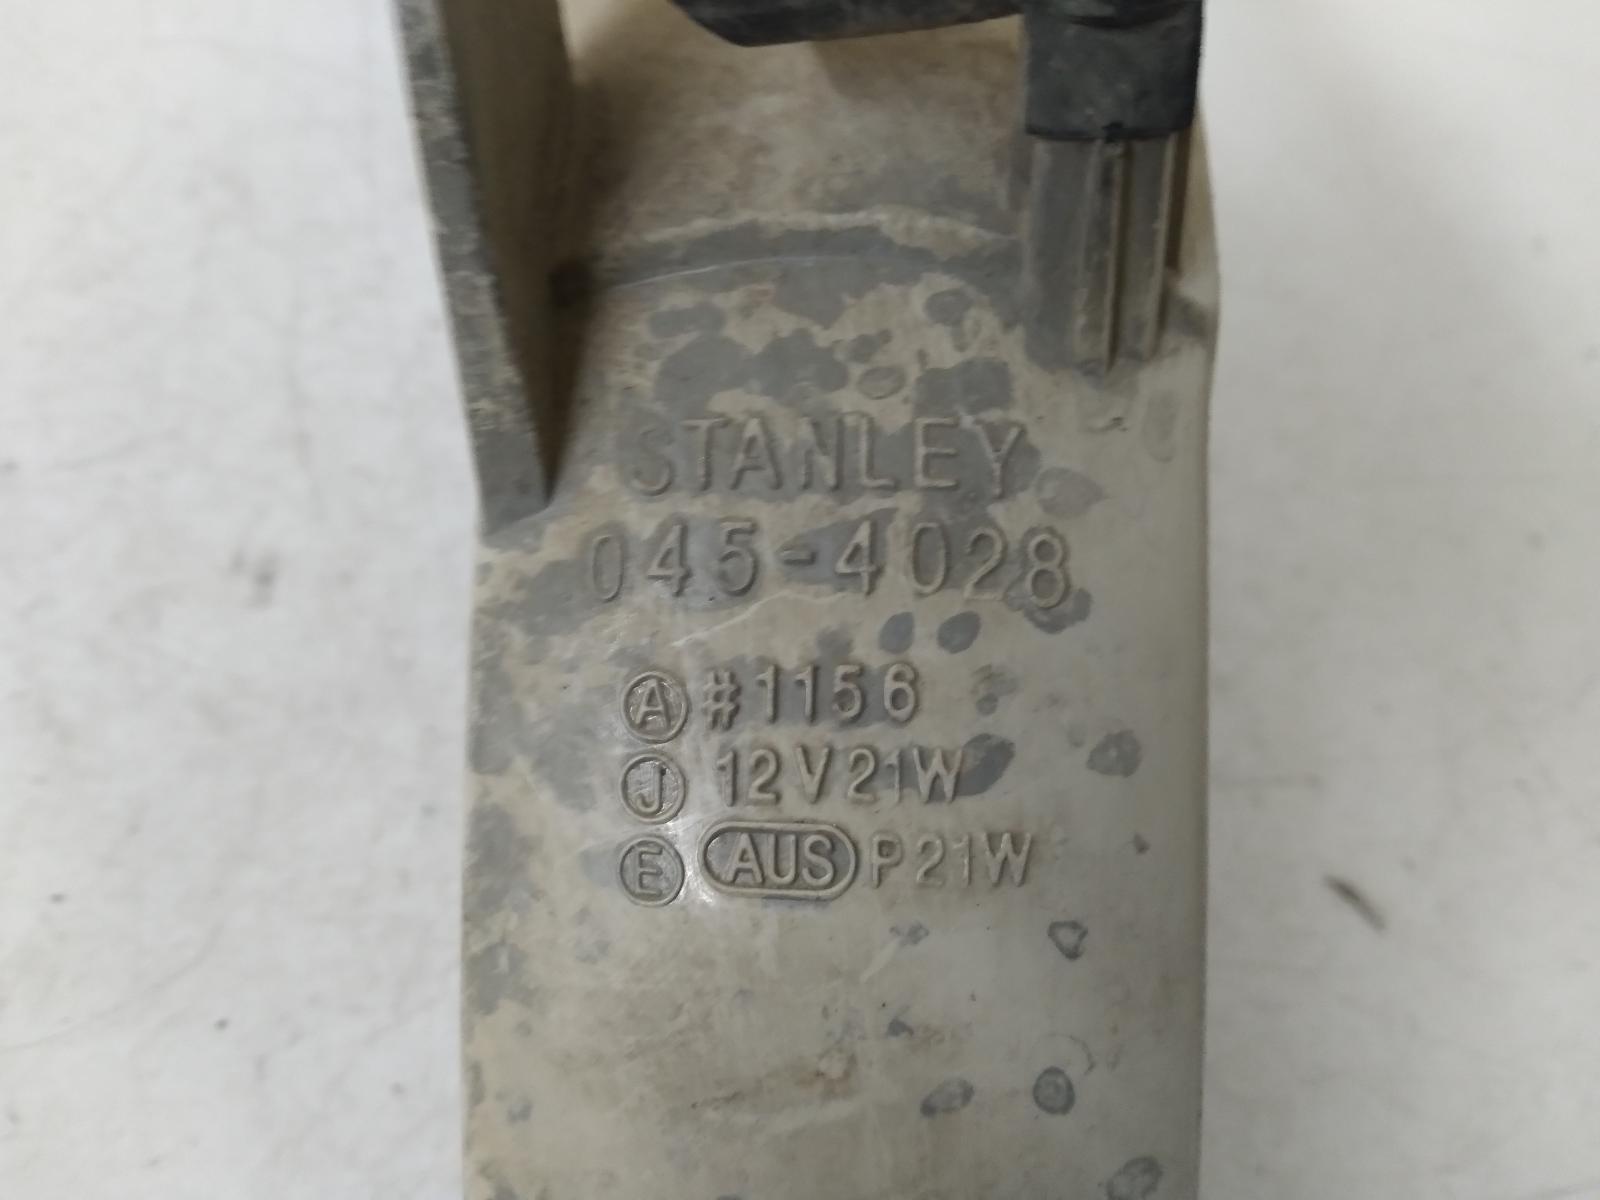 STANLEY
045-4028
A #1156
J 12V21W
E AUS P21W